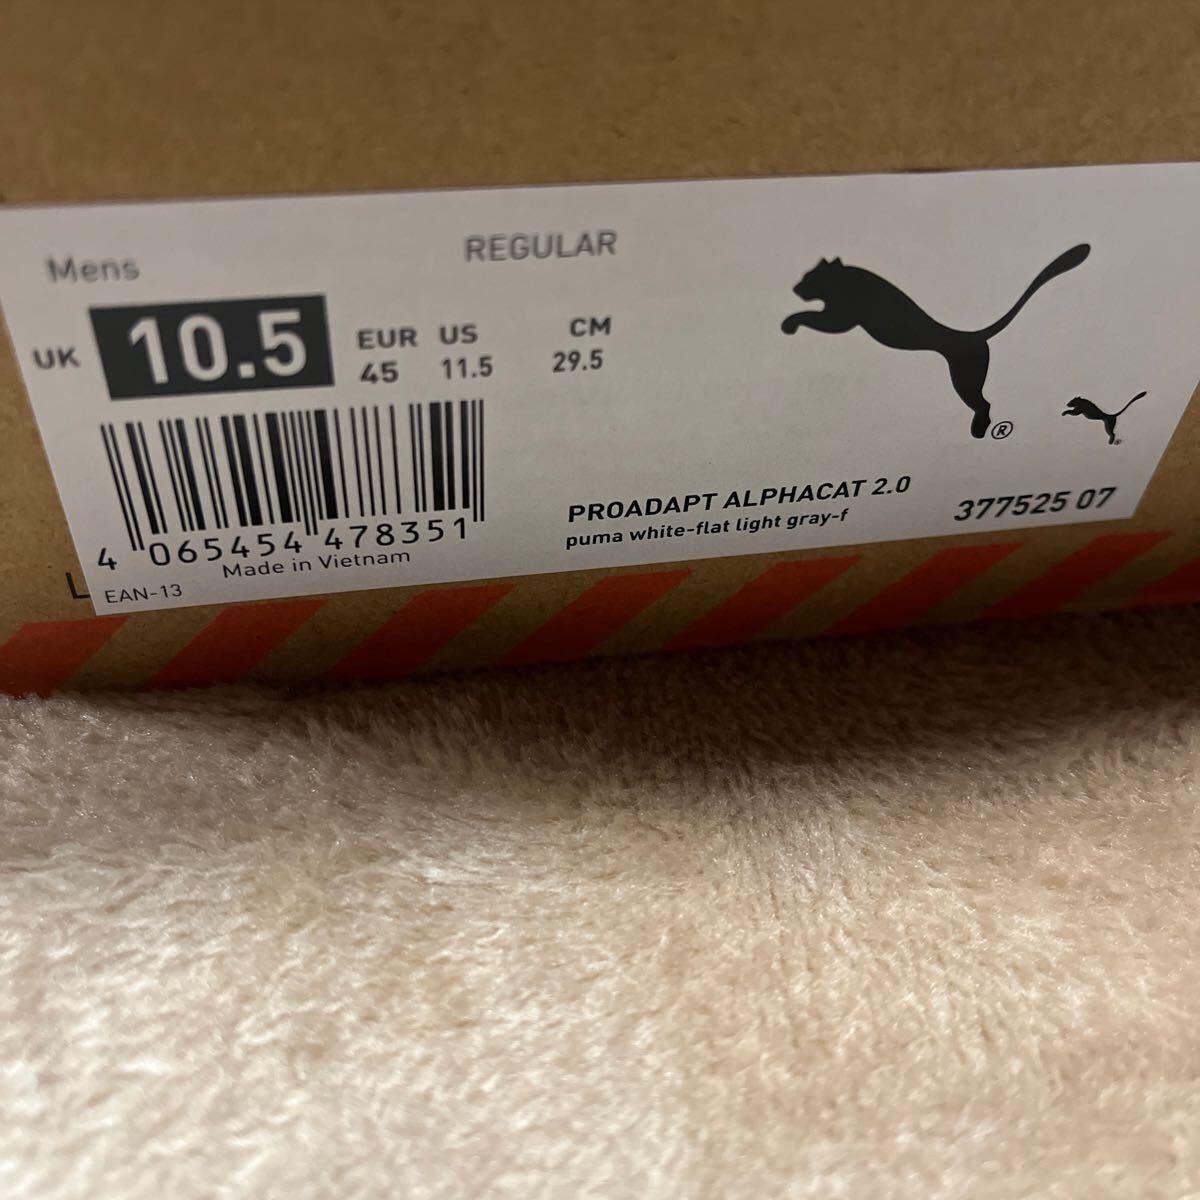 Mens REGULAR
UK 10.5 EUR US CM
45 11.5 29.5
4 065454 478351
EAN-13 Made in Vietnam
PROADAPT ALPHACAT 2.0
puma white-flat light gray-f
377525 07
®
L